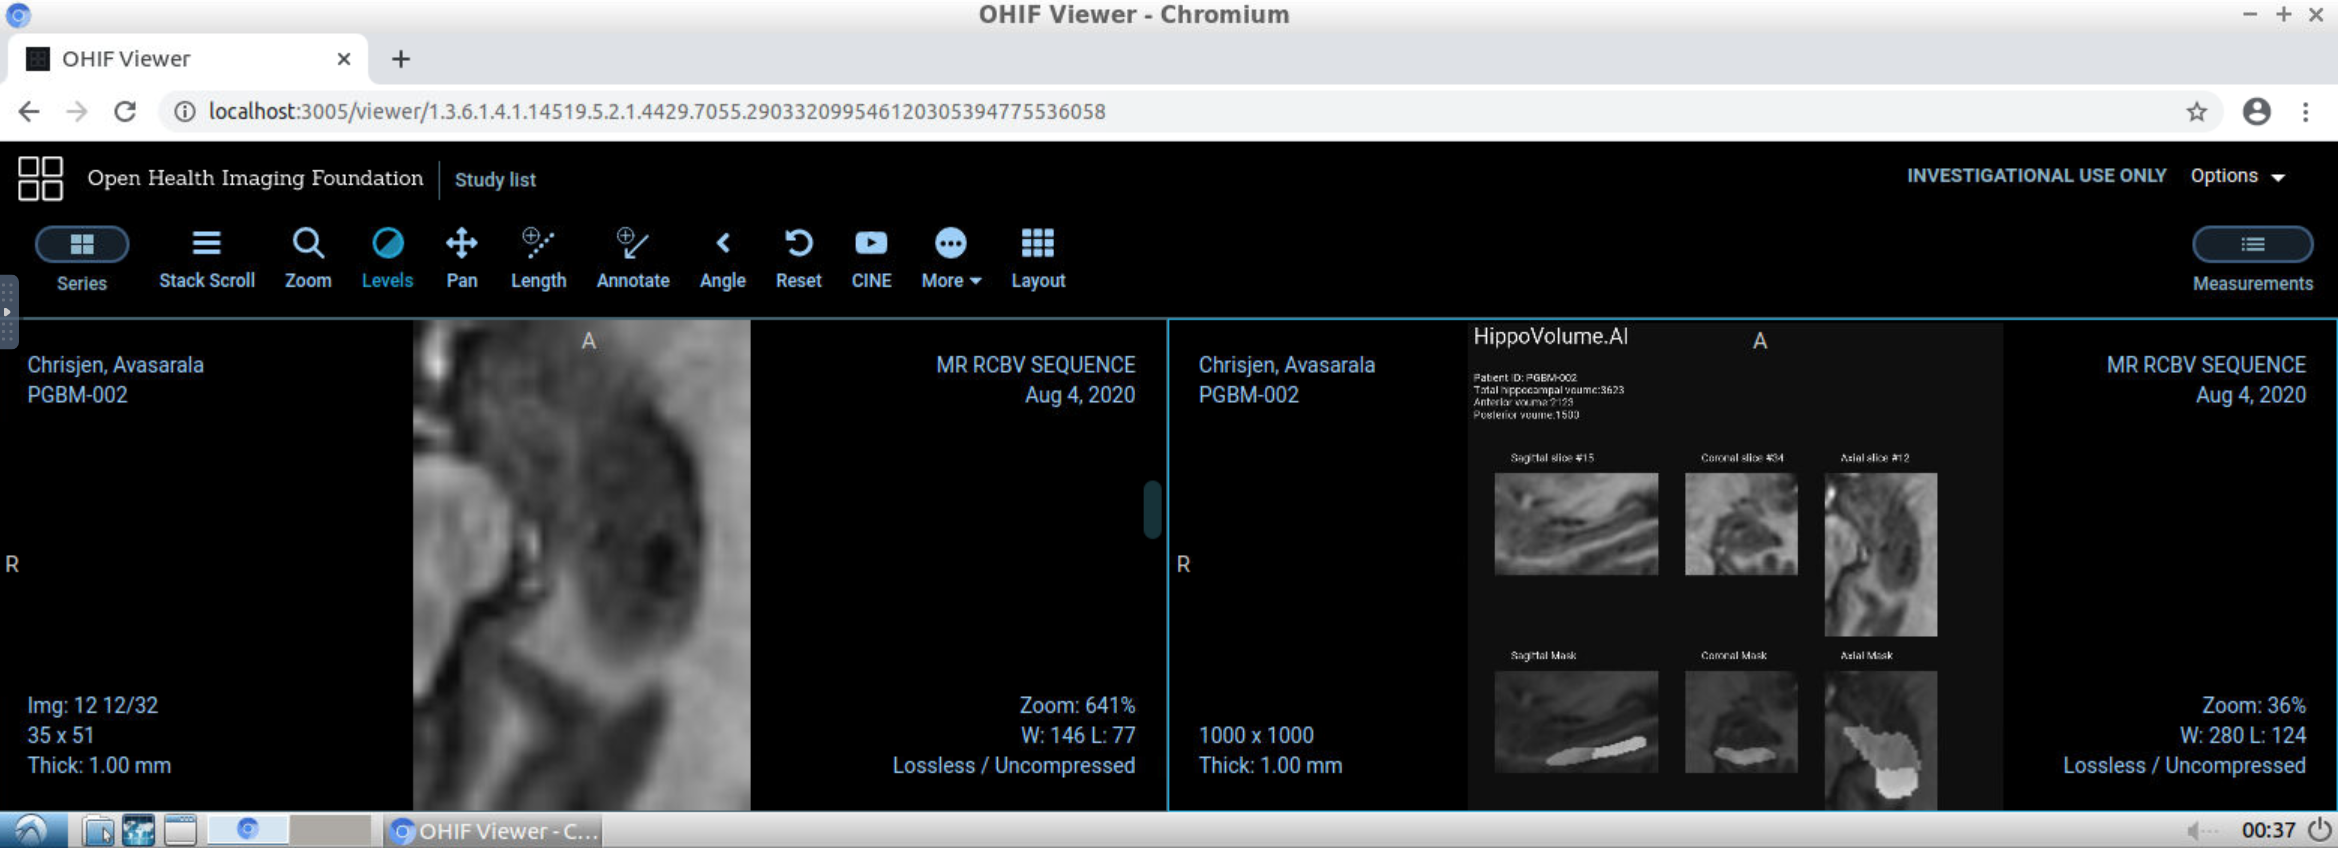 OHIF Viewer - Chromium
OHIF Viewer
localhost:3005/viewer/1.3.6.1.4.1.14519.5.2.1.4429.7055.290332099546120305394775536058
Open Health Imaging Foundation
Study list
INVESTIGATIONAL USE ONLY
Options
Series
Stack Scroll
Zoom
Levels
Pan
Length
Annotate
Angle
Reset
CINE
More
Layout
Measurements
A
Chrisjen, Avasarala
PGBM-002
MR RCBV SEQUENCE
Aug 4, 2020
R
Img: 12 12/32
35 x 51
Thick: 1.00 mm
Zoom: 641%
W: 146 L: 77
Lossless / Uncompressed
HippoVolume.AI
A
Chrisjen, Avasarala
PGBM-002
MR RCBV SEQUENCE
Aug 4, 2020
Patient ID: PGBM-002
Total hippocampal voume:3623
Anterior voume:2123
Posterior voume:1500
Sagittal slice #15
Coronal slice #34
Axial slice #12
R
Sagittal Mask
Coronal Mask
Axial Mask
1000 x 1000
Thick: 1.00 mm
Zoom: 36%
W: 280 L: 124
Lossless / Uncompressed
OHIF Viewer - C...
00:37